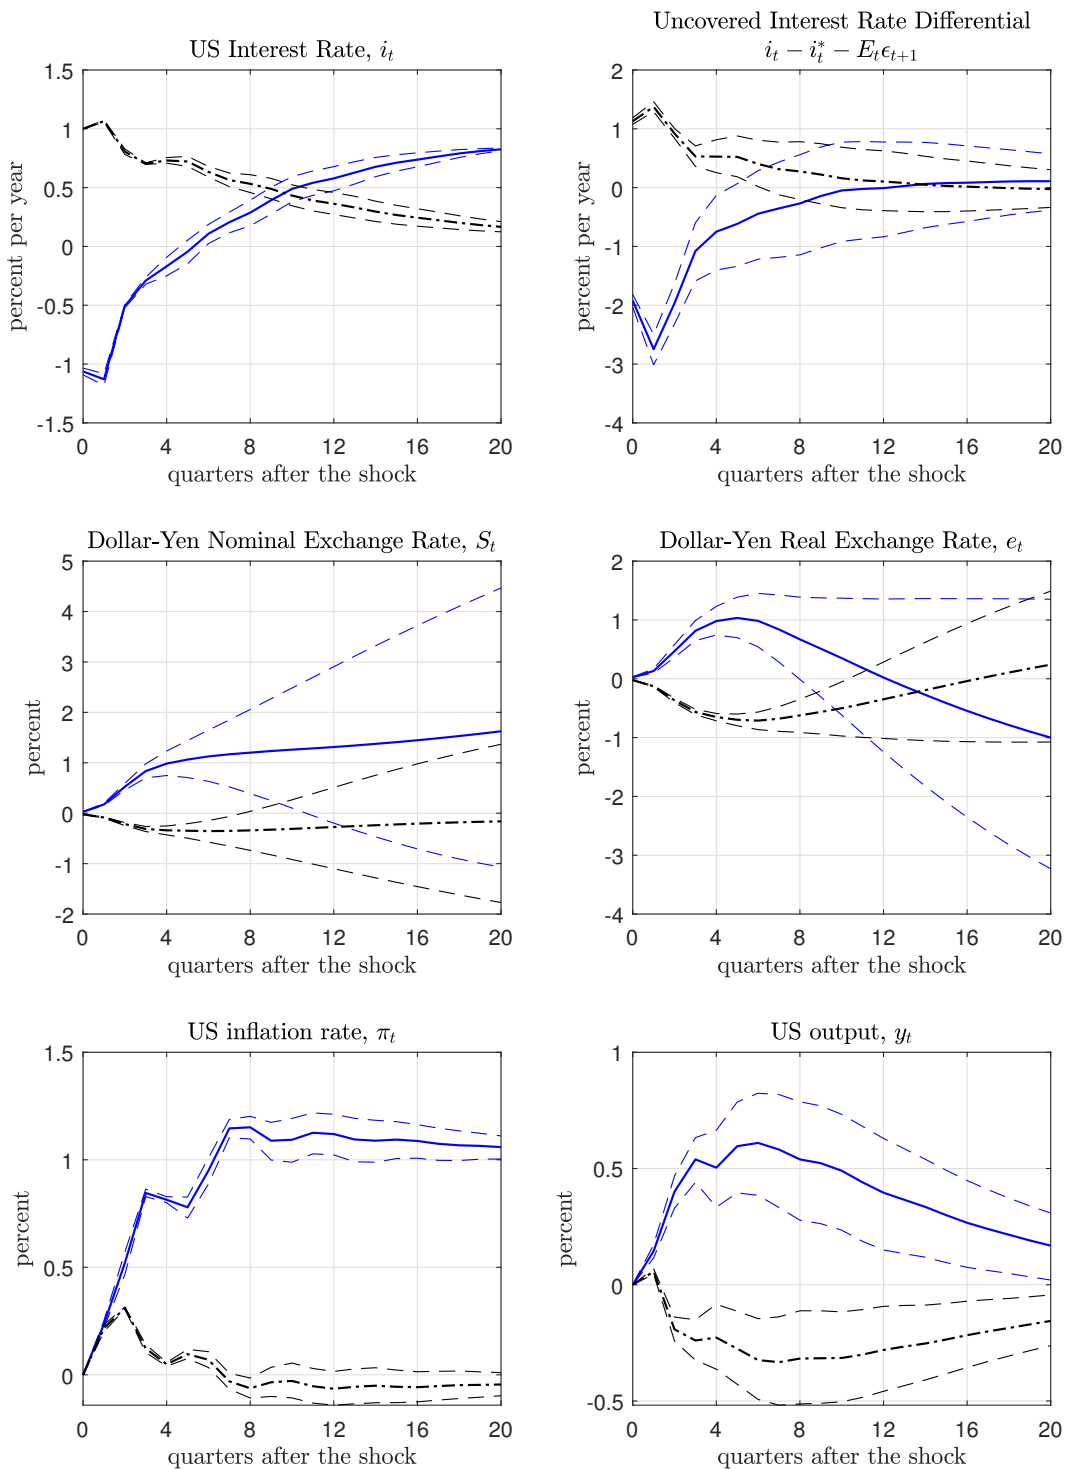 US Interest Rate, i_t
1.5
1
0.5
0
-0.5
-1
-1.5
percent per year
0 4 8 12 16 20
quarters after the shock
Uncovered Interest Rate Differential
i_t − i_t^* − E_tϵ_{t+1}
2
1
0
-1
-2
-3
-4
percent per year
0 4 8 12 16 20
quarters after the shock
Dollar-Yen Nominal Exchange Rate, S_t
5
4
3
2
1
0
-1
-2
percent
0 4 8 12 16 20
quarters after the shock
Dollar-Yen Real Exchange Rate, e_t
2
1
0
-1
-2
-3
-4
percent
0 4 8 12 16 20
quarters after the shock
US inflation rate, π_t
1.5
1
0.5
0
percent
0 4 8 12 16 20
quarters after the shock
US output, y_t
1
0.5
0
-0.5
percent
0 4 8 12 16 20
quarters after the shock